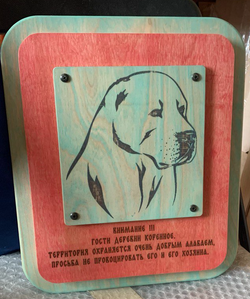 ВНИМАНИЕ !!!
ГОСТИ ДЕРЕВНИ КОРЕННОЕ.
ТЕРРИТОРИЯ ОХРАНЯЕТСЯ ОЧЕНЬ ДОБРЫМ АЛАБАЕМ,
ПРОСЬБА НЕ ПРОВОЦИРОВАТЬ ЕГО И ЕГО ХОЗЯИНА.